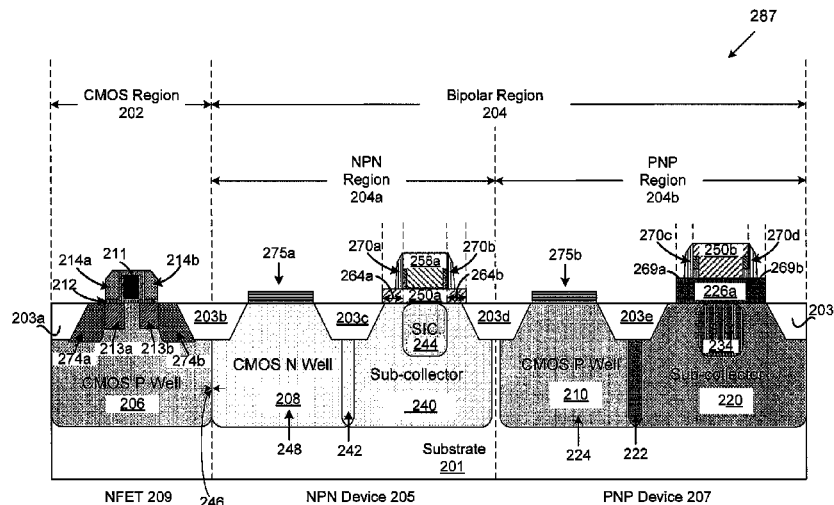 287
CMOS Region
202
Bipolar Region
204
NPN
Region
204a
PNP
Region
204b
211
214a
214b
212
275a
270a
256a
270b
264a
264b
250a
275b
270c
250b
270d
269a
269b
226a
203a
203b
203c
203d
203e
203
274a
213a
213b
274b
SIC
244
234
CMOS P Well
206
CMOS N Well
208
Sub-collector
240
CMOS P Well
210
Sub-collector
220
248
242
224
222
Substrate
201
246
NFET 209
NPN Device 205
PNP Device 207